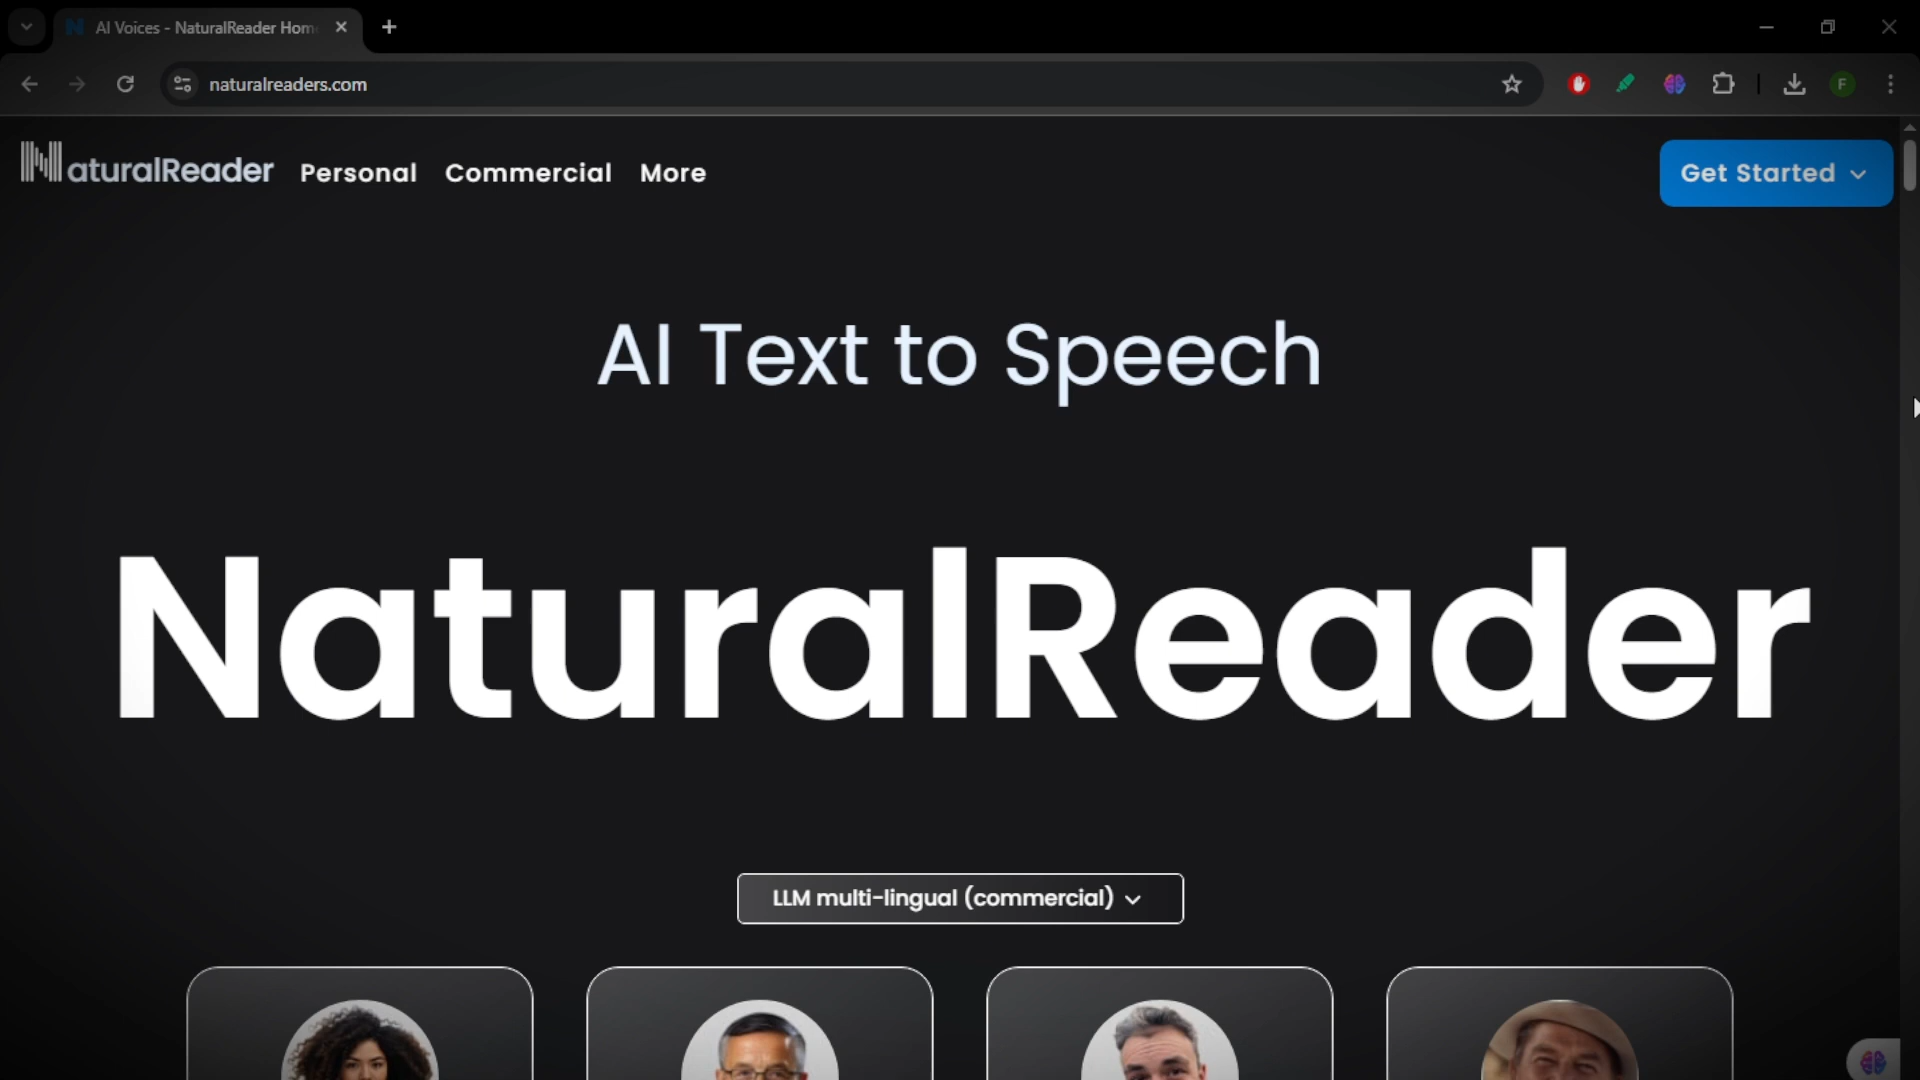 AI Voices - NaturalReader Hom
naturalreaders.com
F
NaturalReader
Personal
Commercial
More
Get Started
AI Text to Speech
NaturalReader
LLM multi-lingual (commercial)